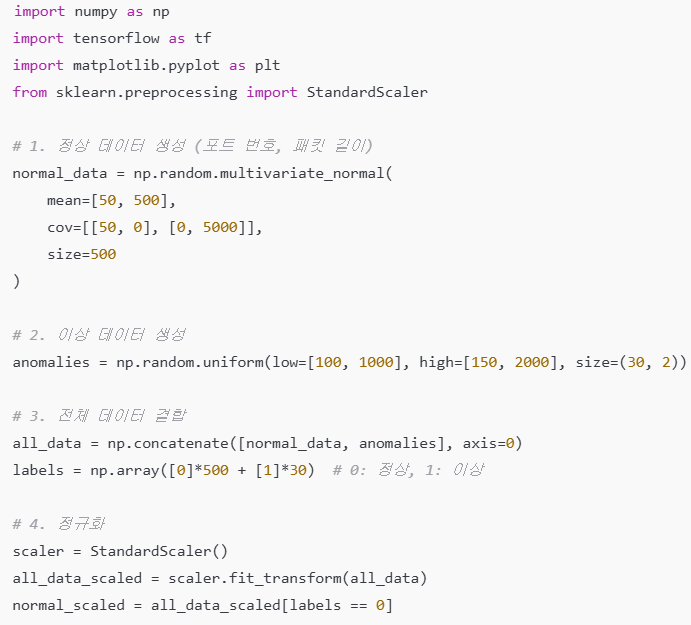 import numpy as np
import tensorflow as tf
import matplotlib.pyplot as plt
from sklearn.preprocessing import StandardScaler
# 1. 정상 데이터 생성 (포트 번호, 패킷 길이)
normal_data = np.random.multivariate_normal(
    mean=[50, 500],
    cov=[[50, 0], [0, 5000]],
    size=500
)
# 2. 이상 데이터 생성
anomalies = np.random.uniform(low=[100, 1000], high=[150, 2000], size=(30, 2))
# 3. 전체 데이터 결합
all_data = np.concatenate([normal_data, anomalies], axis=0)
labels = np.array([0]*500 + [1]*30)  # 0: 정상, 1: 이상
# 4. 정규화
scaler = StandardScaler()
all_data_scaled = scaler.fit_transform(all_data)
normal_scaled = all_data_scaled[labels == 0]